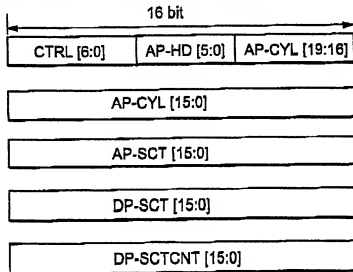 16 bit
CTRL [6:0] AP-HD [5:0] AP-CYL [19:16]
AP-CYL [15:0]
AP-SCT [15:0]
DP-SCT [15:0]
DP-SCTCNT [15:0]